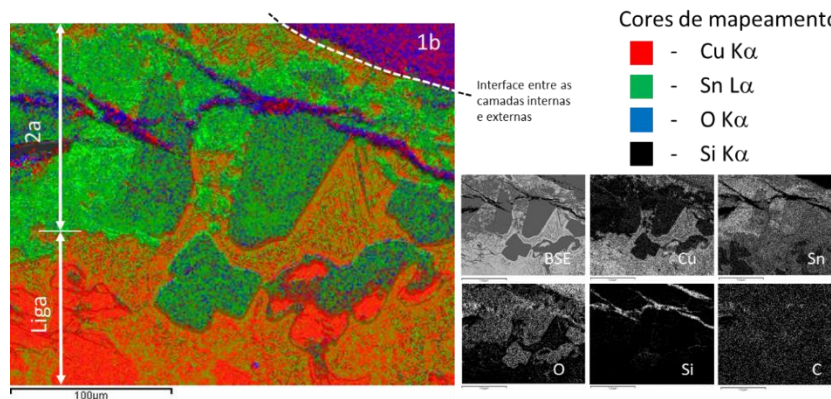 1b
2a
Liga
100µm
Interface entre as
camadas internas
e externas
Cores de mapeamento
- Cu Kα
- Sn Lα
- O Kα
- Si Kα
BSE
Cu
Sn
O
Si
C